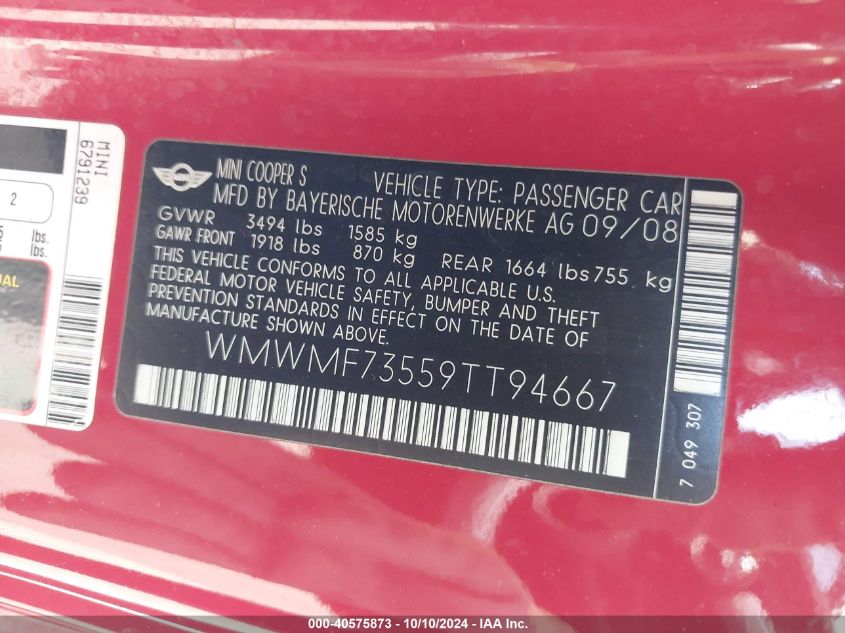 MINI
6791239
2
lbs.
lbs.
UAL
MINI COOPER S VEHICLE TYPE: PASSENGER CAR
MFD BY BAYERISCHE MOTORENWERKE AG 09/08
GVWR 3494 lbs 1585 kg
GAWR FRONT 1918 lbs 870 kg REAR 1664 lbs 755 kg
THIS VEHICLE CONFORMS TO ALL APPLICABLE U.S.
FEDERAL MOTOR VEHICLE SAFETY, BUMPER AND THEFT
PREVENTION STANDARDS IN EFFECT ON THE DATE OF
MANUFACTURE SHOWN ABOVE.
WMWMF73559TT94667
7 049 307
000-40575873 - 10/10/2024 - IAA Inc.